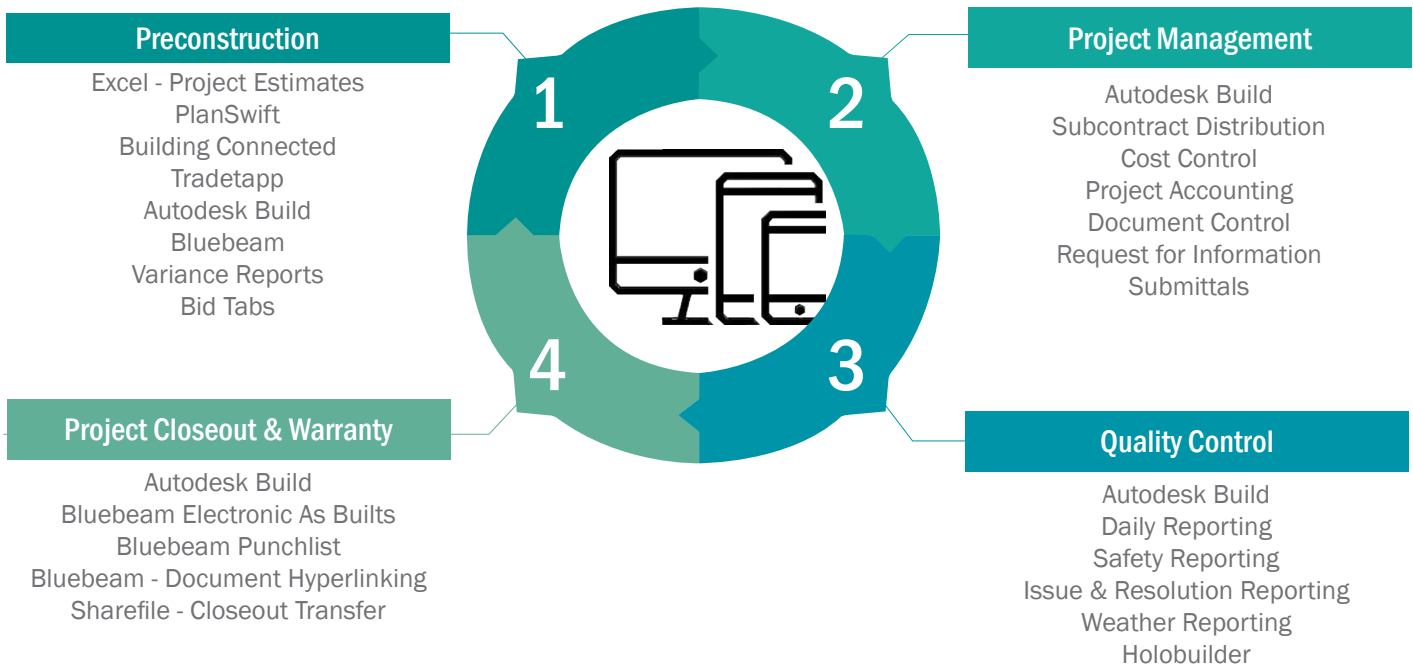 Preconstruction
Excel - Project Estimates
PlanSwift
Building Connected
Tradetapp
Autodesk Build
Bluebeam
Variance Reports
Bid Tabs
1
2
Project Management
Autodesk Build
Subcontract Distribution
Cost Control
Project Accounting
Document Control
Request for Information
Submittals
4
3
Project Closeout & Warranty
Autodesk Build
Bluebeam Electronic As Builts
Bluebeam Punchlist
Bluebeam - Document Hyperlinking
Sharefile - Closeout Transfer
Quality Control
Autodesk Build
Daily Reporting
Safety Reporting
Issue & Resolution Reporting
Weather Reporting
Holobuilder